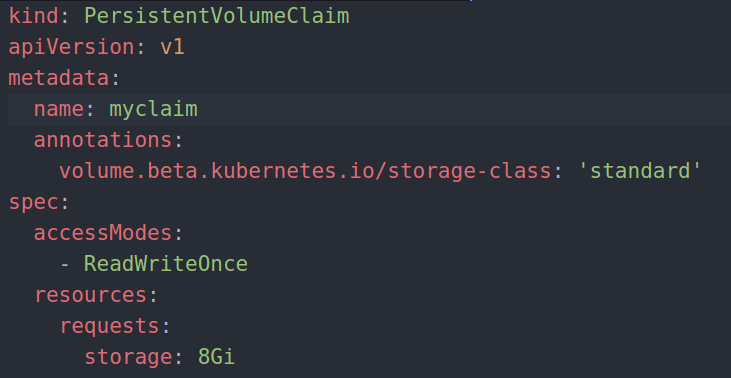 kind: PersistentVolumeClaim
apiVersion: v1
metadata:
  name: myclaim
  annotations:
    volume.beta.kubernetes.io/storage-class: 'standard'
spec:
  accessModes:
    - ReadWriteOnce
  resources:
    requests:
      storage: 8Gi